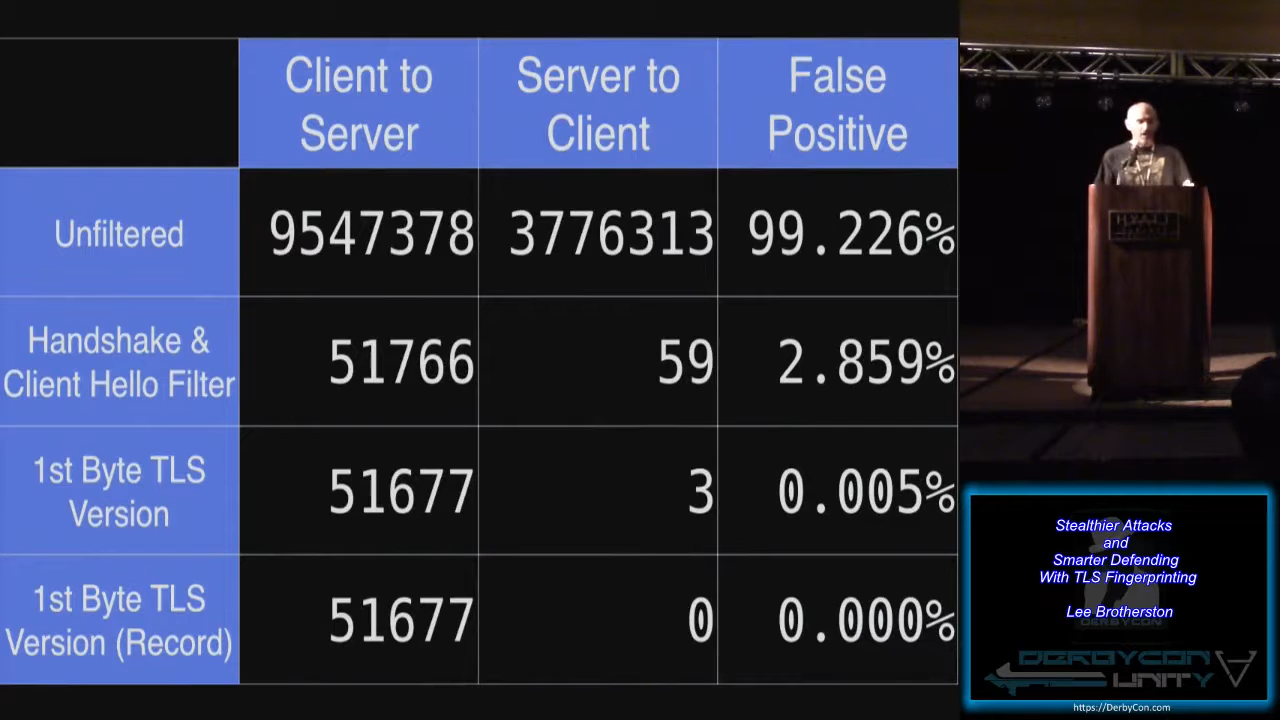 Client to
Server
Server to
Client
False
Positive
Unfiltered
9547378
3776313
99.226%
Handshake &
Client Hello Filter
51766
59
2.859%
1st Byte TLS
Version
51677
3
0.005%
1st Byte TLS
Version (Record)
51677
0
0.000%
HYATT
Stealthier Attacks
and
Smarter Defending
With TLS Fingerprinting
Lee Brotherston
DERBYCON
DERBYCON
UNITY
https://DerbyCon.com